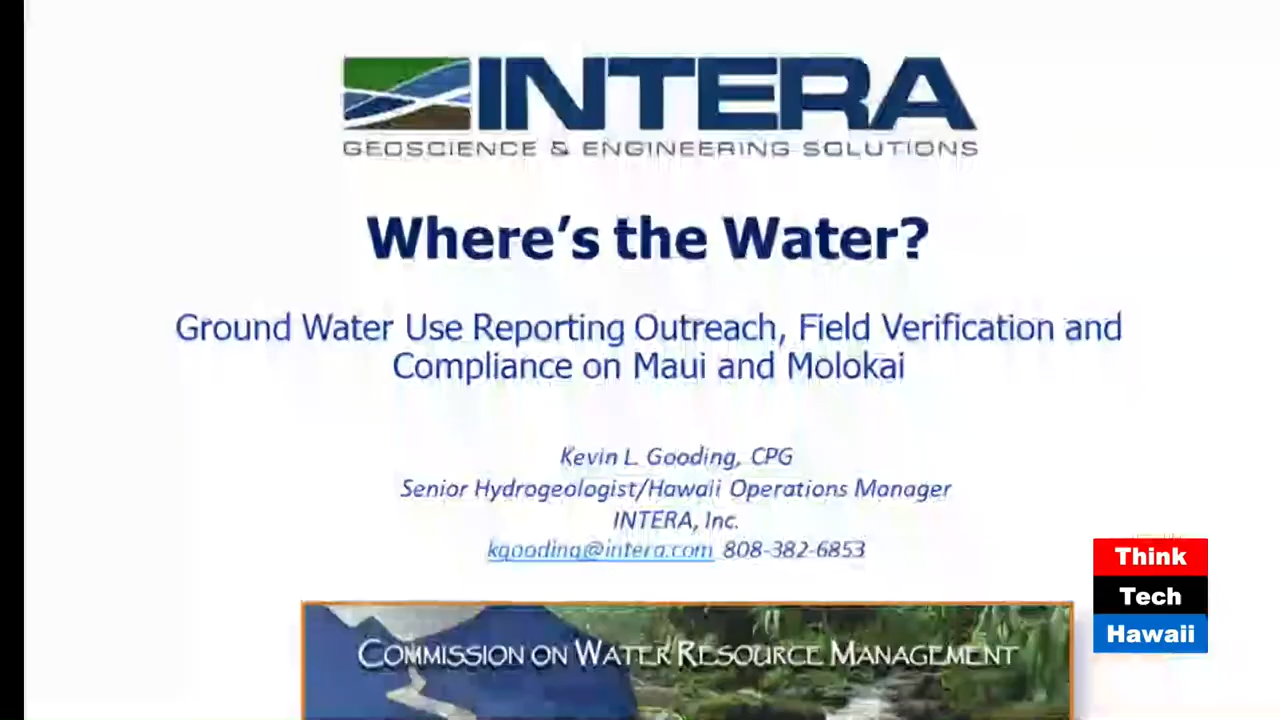 INTERA
GEOSCIENCE & ENGINEERING SOLUTIONS
Where's the Water?
Ground Water Use Reporting Outreach, Field Verification and
Compliance on Maui and Molokai
Kevin L. Gooding, CPG
Senior Hydrogeologist/Hawaii Operations Manager
INTERA, Inc.
kgooding@intera.com 808-382-6853
Think
Tech
Hawaii
COMMISSION ON WATER RESOURCE MANAGEMENT